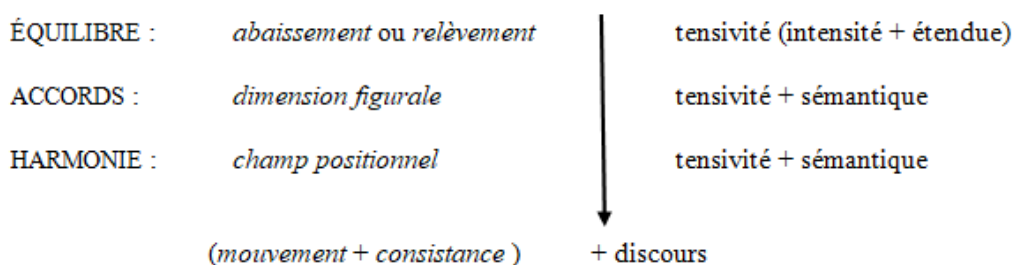 ÉQUILIBRE : abaissement ou relèvement tensivité (intensité + étendue)
ACCORDS : dimension figurale tensivité + sémantique
HARMONIE : champ positionnel tensivité + sémantique
(mouvement + consistance ) + discours